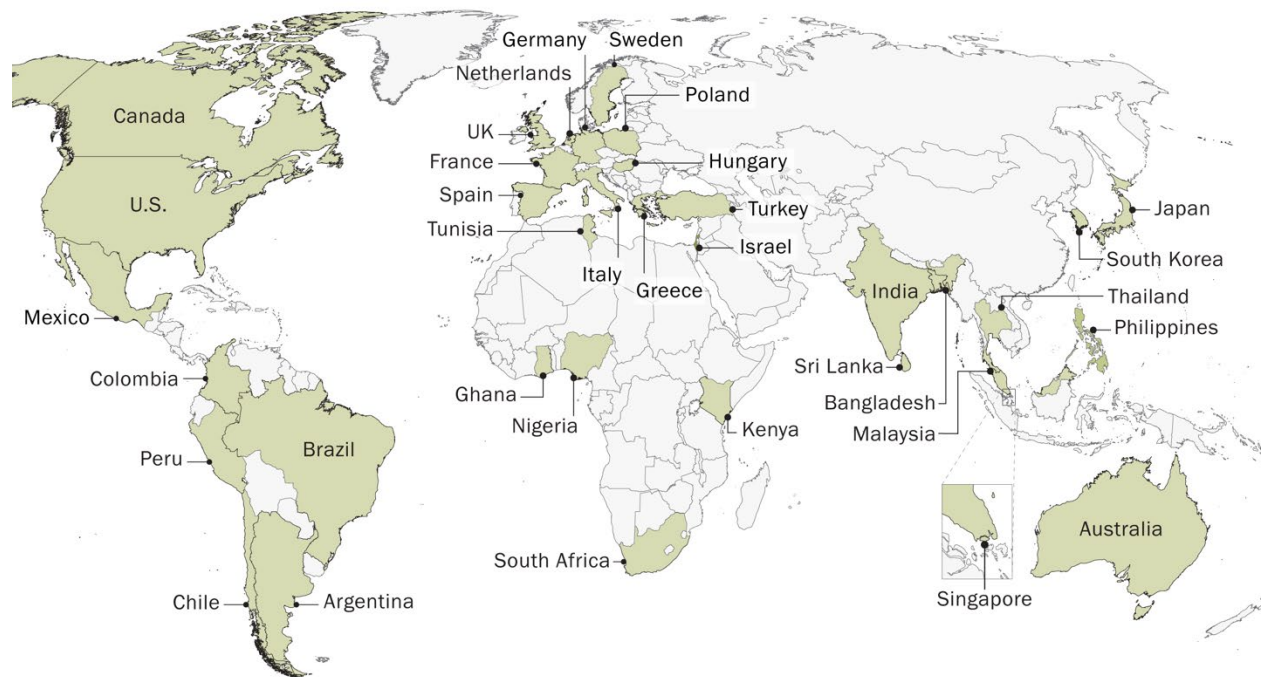 Germany
Sweden
Netherlands
Poland
Canada
UK
Hungary
France
U.S.
Spain
Turkey
Japan
Tunisia
Israel
South Korea
Italy
Greece
India
Thailand
Mexico
Philippines
Sri Lanka
Colombia
Ghana
Bangladesh
Nigeria
Kenya
Malaysia
Brazil
Peru
Australia
South Africa
Singapore
Chile
Argentina